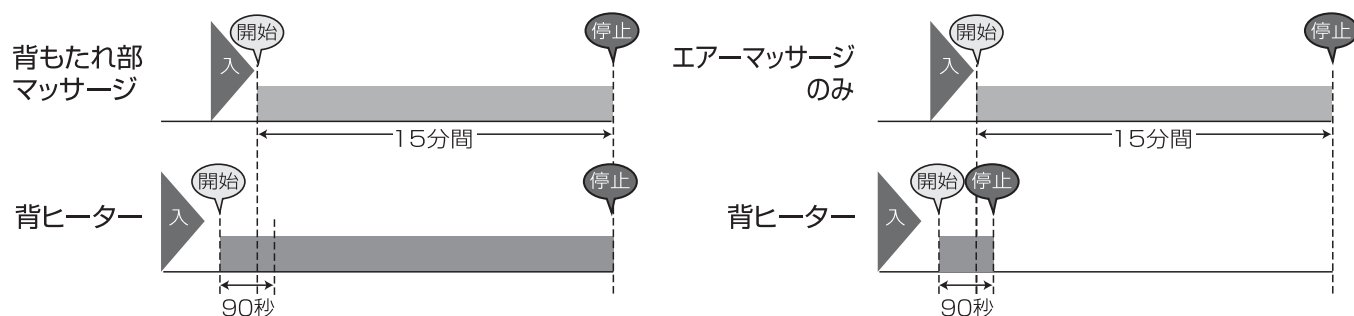 背もたれ部
マッサージ
入
開始
停止
15分間
背ヒーター
入
開始
停止
90秒
エアーマッサージ
のみ
入
開始
停止
15分間
背ヒーター
入
開始
停止
90秒